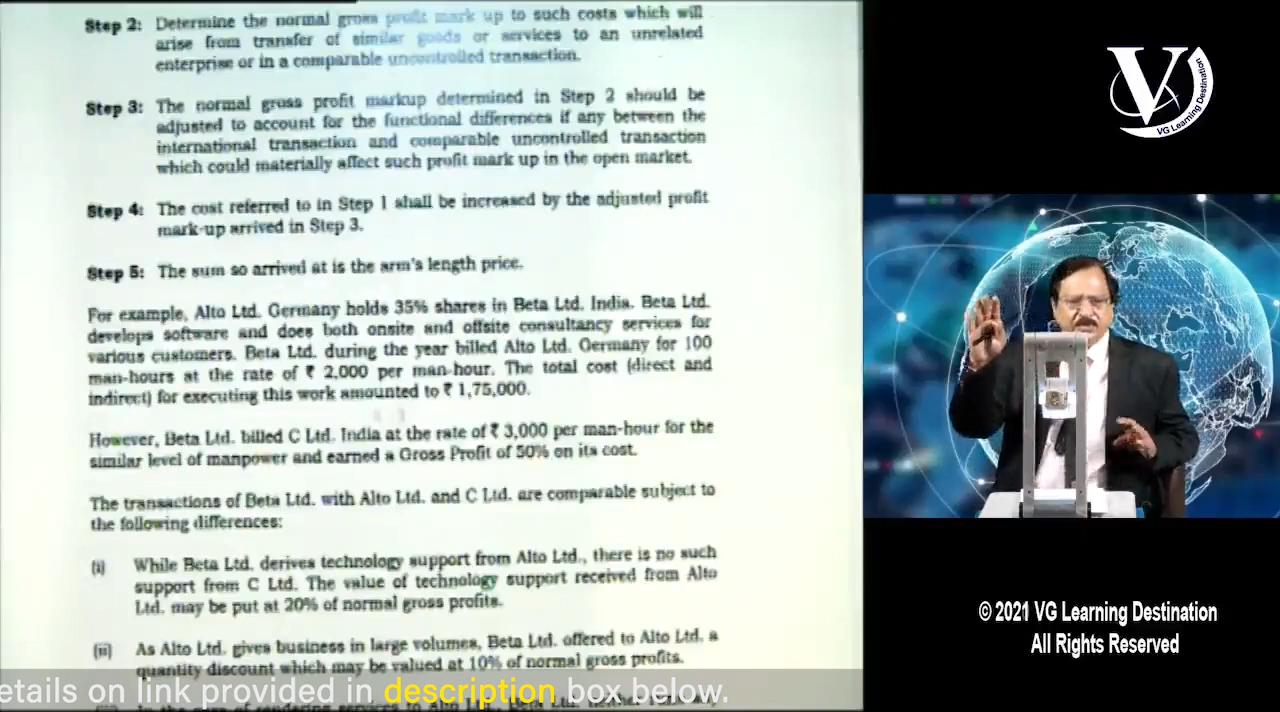 Step 2: Determine the normal gross profit mark up to such costs which will
arise from transfer of similar goods or services to an unrelated
enterprise or in a comparable uncontrolled transaction.
Step 3: The normal gross profit markup determined in Step 2 should be
adjusted to account for the functional differences if any between the
international transaction and comparable uncontrolled transaction
which could materially affect such profit mark up in the open market.
Step 4: The cost referred to in Step 1 shall be increased by the adjusted profit
mark-up arrived in Step 3.
Step 5: The sum so arrived at is the arm's length price.
For example, Alto Ltd. Germany holds 35% shares in Beta Ltd. India. Beta Ltd.
develops software and does both onsite and offsite consultancy services for
various customers. Beta Ltd. during the year billed Alto Ltd. Germany for 100
man-hours at the rate of ₹ 2,000 per man-hour. The total cost (direct and
indirect) for executing this work amounted to ₹ 1,75,000.
However, Beta Ltd. billed C Ltd. India at the rate of ₹ 3,000 per man-hour for the
similar level of manpower and earned a Gross Profit of 50% on its cost.
The transactions of Beta Ltd. with Alto Ltd. and C Ltd. are comparable subject to
the following differences:
(i) While Beta Ltd. derives technology support from Alto Ltd., there is no such
support from C Ltd. The value of technology support received from Alto
Ltd. may be put at 20% of normal gross profits.
(ii) As Alto Ltd. gives business in large volumes, Beta Ltd. offered to Alto Ltd. a
quantity discount which may be valued at 10% of normal gross profits.
etails on link provided in description box below.
V
VG Learning Destination
© 2021 VG Learning Destination
All Rights Reserved